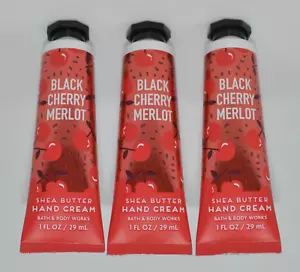 BLACK
CHERRY
MERLOT
SHEA BUTTER
HAND CREAM
BATH & BODY WORKS
1 FL OZ / 29 mL
BLACK
CHERRY
MERLOT
SHEA BUTTER
HAND CREAM
BATH & BODY WORKS
1 FL OZ / 29 mL
BLACK
CHERRY
MERLOT
SHEA BUTTER
HAND CREAM
BATH & BODY WORKS
1 FL OZ / 29 mL